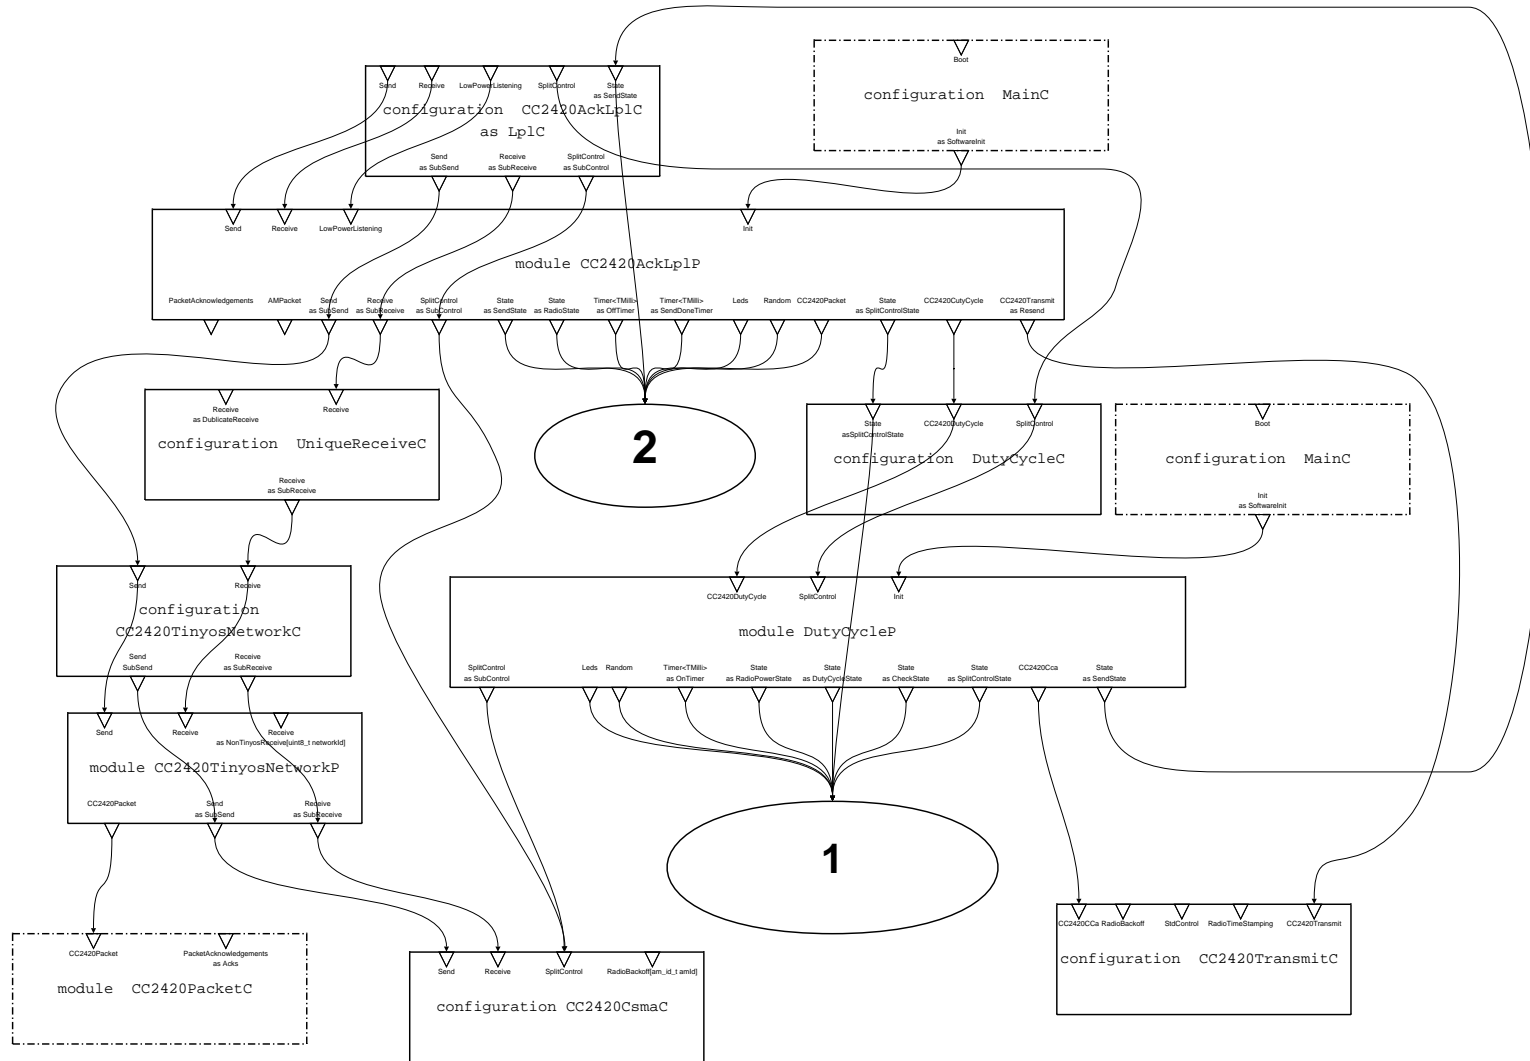 Boot
configuration MainC
Init
as SoftwareInit
Send
Receive
LowPowerListening
SplitControl
State
as SendState
configuration CC2420AckLplC
as LplC
Send
as SubSend
Receive
as SubReceive
SplitControl
as SubControl
Send
Receive
LowPowerListening
Init
module CC2420AckLplP
PacketAcknowledgements
AMPacket
Send
as SubSend
Receive
as SubReceive
SplitControl
as SubControl
State
as SendState
State
as RadioState
Timer<TMilli>
as OffTimer
Timer<TMilli>
as SendDoneTimer
Leds
Random
CC2420Packet
State
as SplitControlState
CC2420CutyCycle
CC2420Transmit
as Resend
Receive
as DublicateReceive
Receive
configuration UniqueReceiveC
Receive
as SubReceive
2
State
asSplitControlState
CC2420DutyCycle
SplitControl
configuration DutyCycleC
Boot
configuration MainC
Init
as SoftwareInit
Send
Receive
configuration
CC2420TinyosNetworkC
Send
SubSend
Receive
as SubReceive
CC2420DutyCycle
SplitControl
Init
module DutyCycleP
SplitControl
as SubControl
Leds
Random
Timer<TMilli>
as OnTimer
State
as RadioPowerState
State
as DutyCycleState
State
as CheckState
State
as SplitControlState
CC2420Cca
State
as SendState
Send
Receive
Receive
as NonTinyosReceive[uint8_t networkId]
module CC2420TinyosNetworkP
CC2420Packet
Send
as SubSend
Receive
as SubReceive
1
CC2420Packet
PacketAcknowledgements
as Acks
module CC2420PacketC
Send
Receive
SplitControl
RadioBackoff[am_id_t amId]
configuration CC2420CsmaC
CC2420CCa
RadioBackoff
StdControl
RadioTimeStamping
CC2420Transmit
configuration CC2420TransmitC